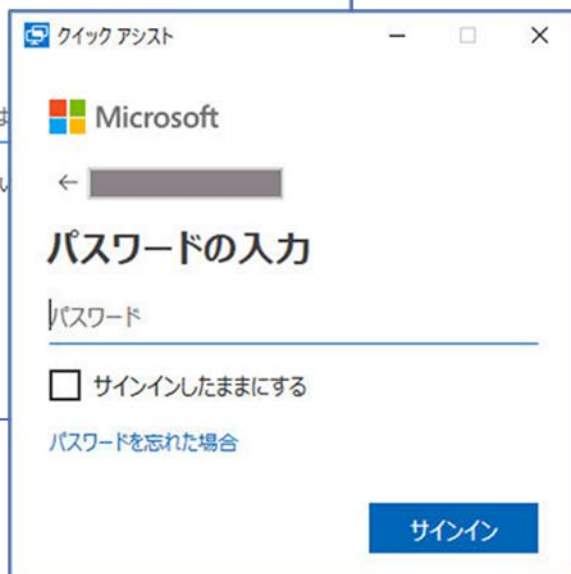 クイック アシスト
Microsoft
パスワードの入力
パスワード
サインインしたままにする
パスワードを忘れた場合
サインイン